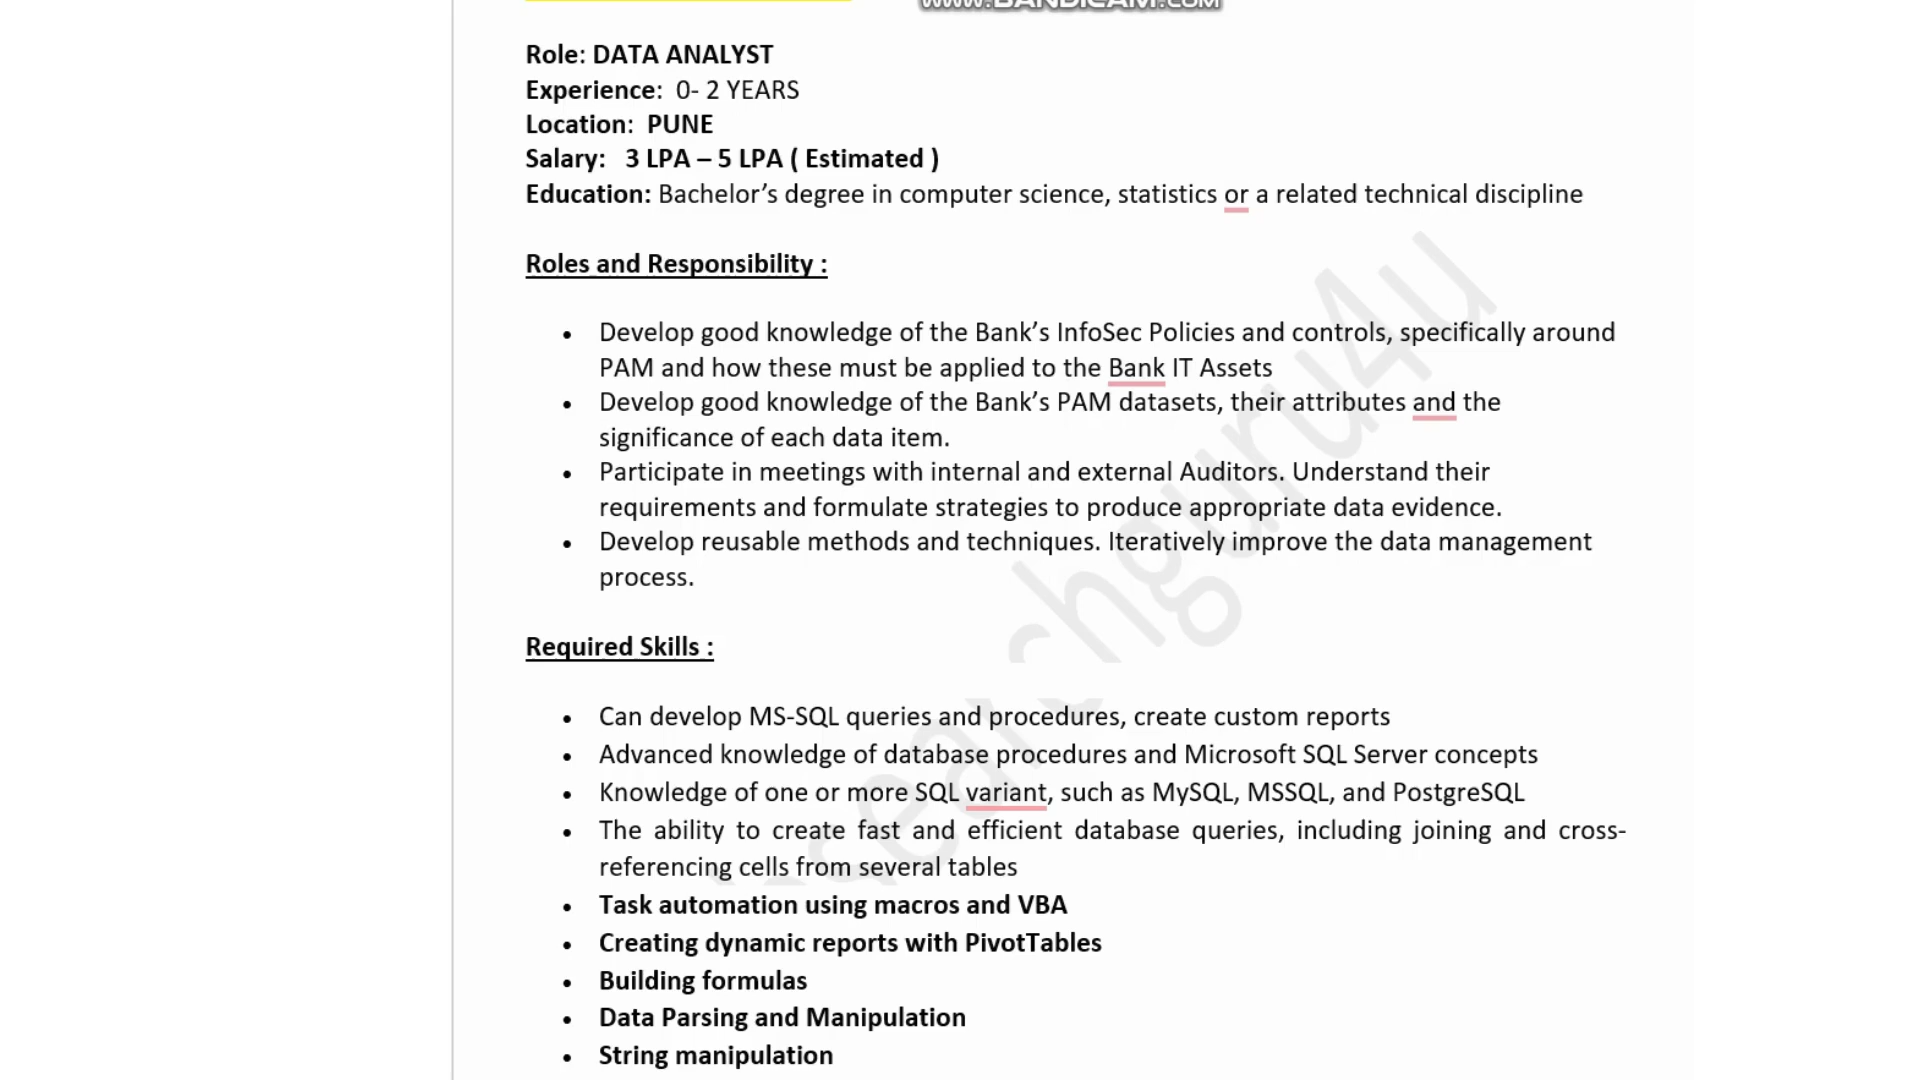 www.BANDICAM.com
Role: DATA ANALYST
Experience: 0- 2 YEARS
Location: PUNE
Salary: 3 LPA – 5 LPA ( Estimated )
Education: Bachelor’s degree in computer science, statistics or a related technical discipline
Roles and Responsibility :
• Develop good knowledge of the Bank’s InfoSec Policies and controls, specifically around
PAM and how these must be applied to the Bank IT Assets
• Develop good knowledge of the Bank’s PAM datasets, their attributes and the
significance of each data item.
• Participate in meetings with internal and external Auditors. Understand their
requirements and formulate strategies to produce appropriate data evidence.
• Develop reusable methods and techniques. Iteratively improve the data management
process.
Required Skills :
• Can develop MS-SQL queries and procedures, create custom reports
• Advanced knowledge of database procedures and Microsoft SQL Server concepts
• Knowledge of one or more SQL variant, such as MySQL, MSSQL, and PostgreSQL
• The ability to create fast and efficient database queries, including joining and cross-
referencing cells from several tables
• Task automation using macros and VBA
• Creating dynamic reports with PivotTables
• Building formulas
• Data Parsing and Manipulation
• String manipulation